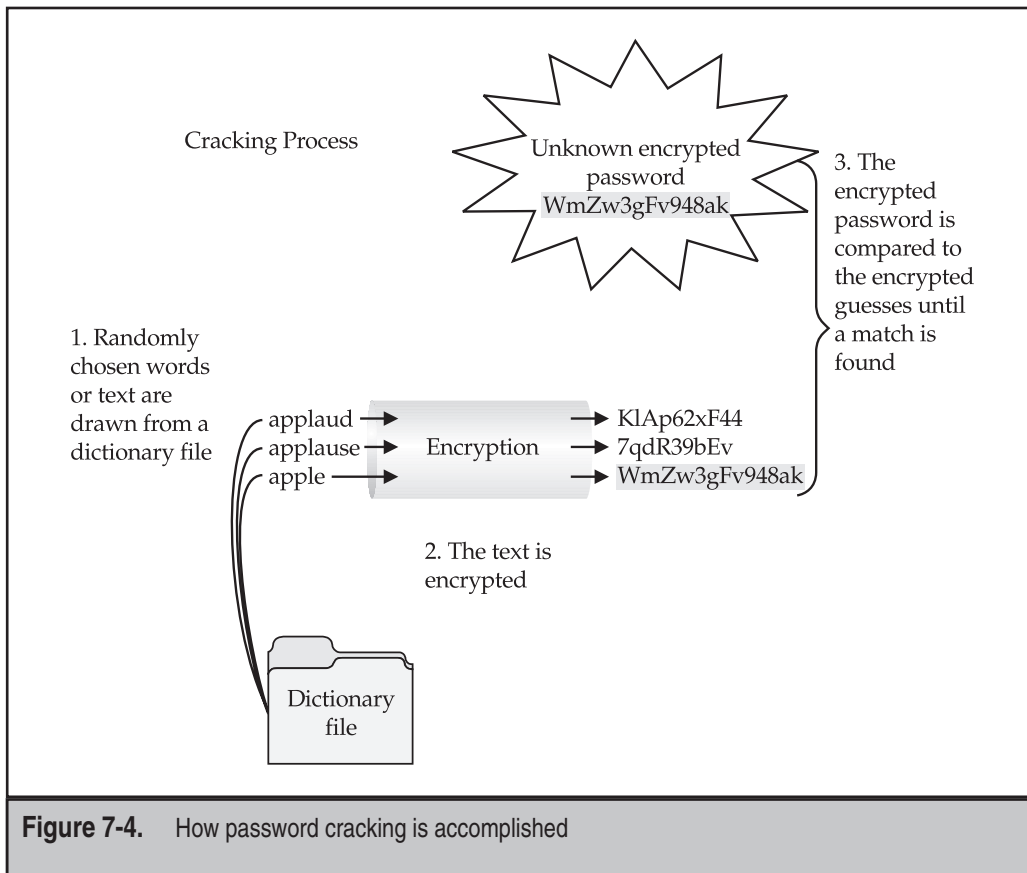 Cracking Process
Unknown encrypted
password
WmZw3gFv948ak
3. The
encrypted
password is
compared to
the encrypted
guesses until
a match is
found
1. Randomly
chosen words
or text are
drawn from a
dictionary file
applaud
applause
apple
Encryption
KlAp62xF44
7qdR39bEv
WmZw3gFv948ak
2. The text is
encrypted
Dictionary
file
Figure 7-4. How password cracking is accomplished